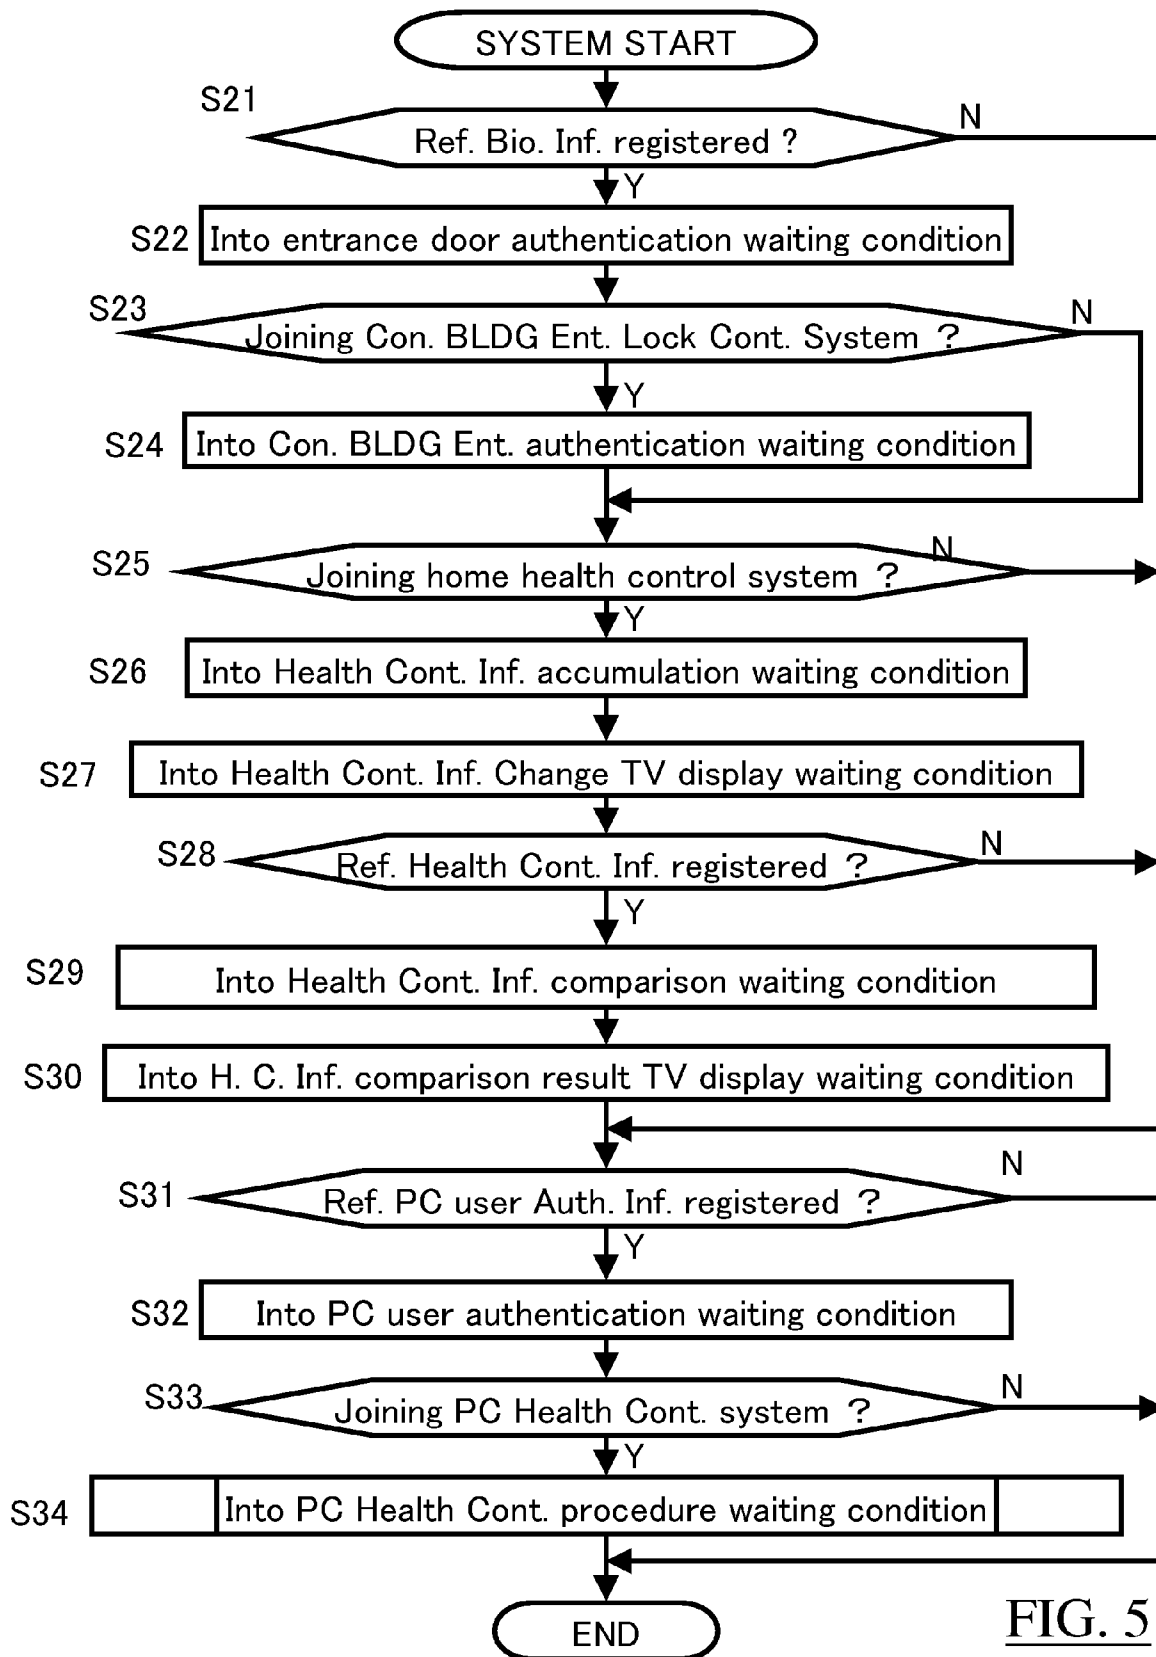 SYSTEM START
S21
Ref. Bio. Inf. registered ?
N
Y
S22
Into entrance door authentication waiting condition
S23
Joining Con. BLDG Ent. Lock Cont. System ?
N
Y
S24
Into Con. BLDG Ent. authentication waiting condition
S25
Joining home health control system ?
N
Y
S26
Into Health Cont. Inf. accumulation waiting condition
S27
Into Health Cont. Inf. Change TV display waiting condition
S28
Ref. Health Cont. Inf. registered ?
N
Y
S29
Into Health Cont. Inf. comparison waiting condition
S30
Into H. C. Inf. comparison result TV display waiting condition
S31
Ref. PC user Auth. Inf. registered ?
N
Y
S32
Into PC user authentication waiting condition
S33
Joining PC Health Cont. system ?
N
Y
S34
Into PC Health Cont. procedure waiting condition
END
FIG. 5